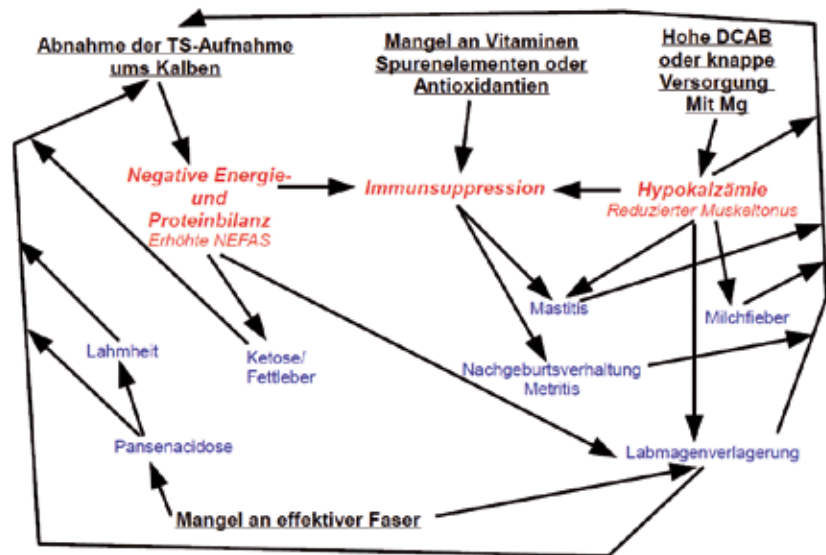 Abnahme der TS-Aufnahme
ums Kalben
Mangel an Vitaminen
Spurenelementen oder
Antioxidantien
Hohe DCAB
oder knappe
Versorgung
Mit Mg
Negative Energie-
und
Proteinbilanz
Erhöhte NEFAS
Immunsuppression
Hypokalzämie
Reduzierter Muskeltonus
Mastitis
Milchfieber
Lahmheit
Ketose/
Fettleber
Nachgeburtsverhaltung
Metritis
Pansenacidose
Labmagenverlagerung
Mangel an effektiver Faser